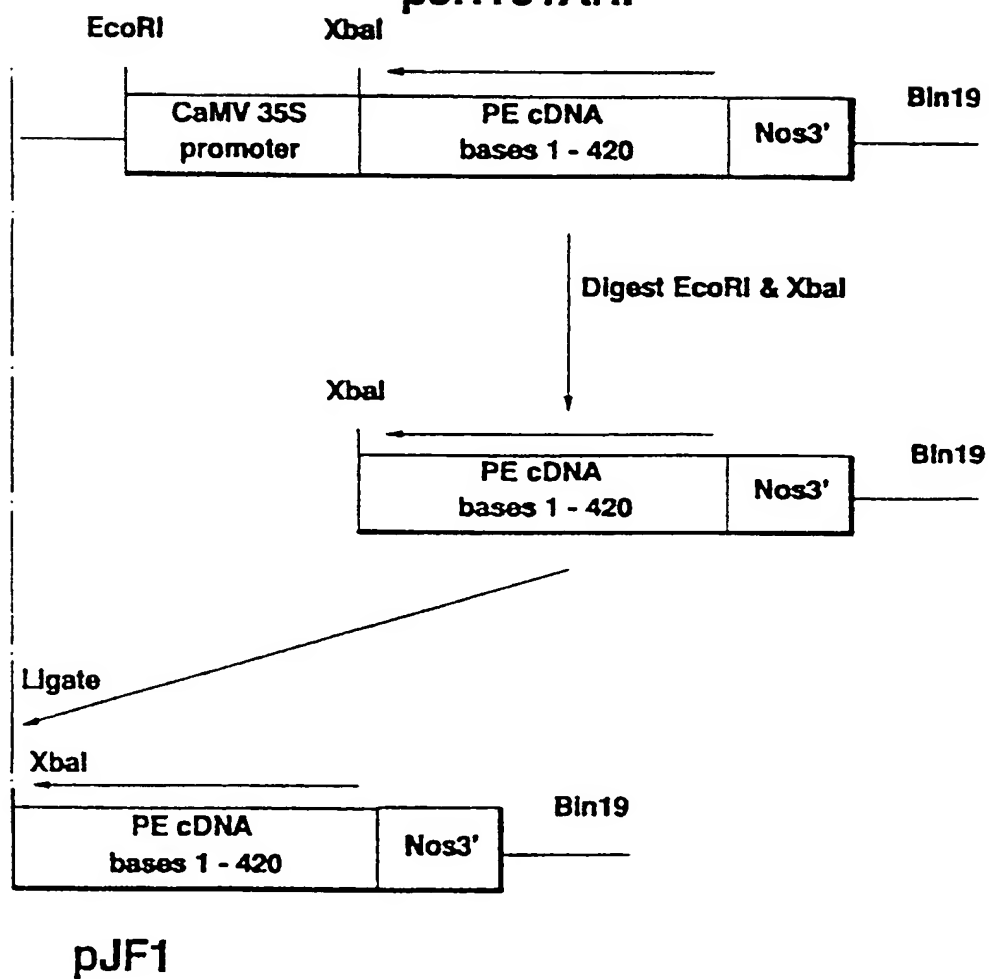 EcoRI XbaI
CaMV 35S
promoter
PE cDNA
bases 1 - 420
Nos3'
Bin19
Digest EcoRI & XbaI
XbaI
PE cDNA
bases 1 - 420
Nos3'
Bin19
Ligate
XbaI
PE cDNA
bases 1 - 420
Nos3'
Bin19
pJF1